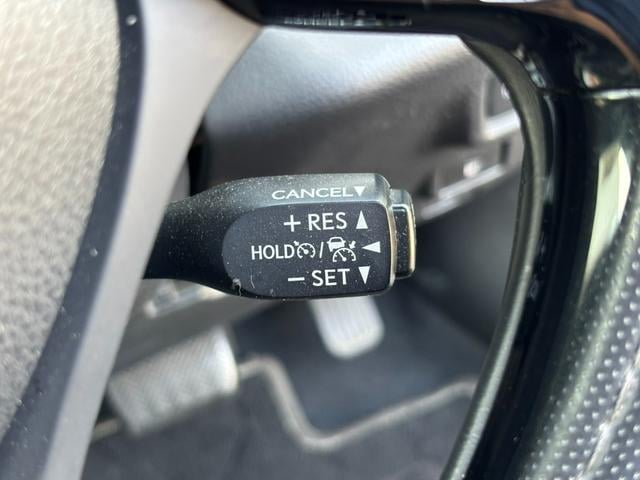 CANCEL▼
+ RES ▲
HOLD / ◄
− SET ▼